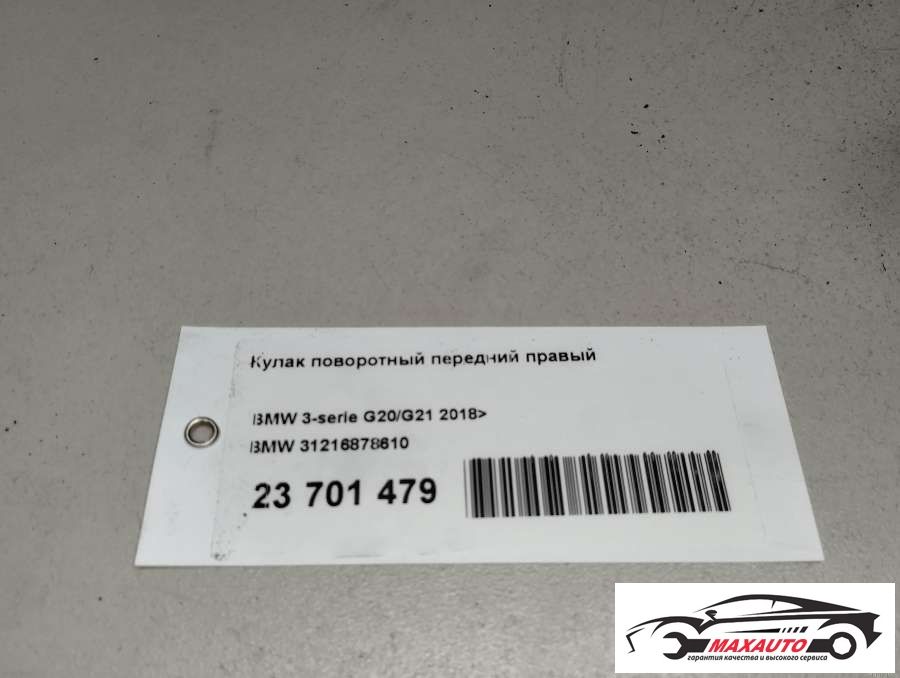 Кулак поворотный передний правый
BMW 3-serie G20/G21 2018>
BMW 31216878610
23 701 479
MAXAUTO
гарантия качества и высокого сервиса